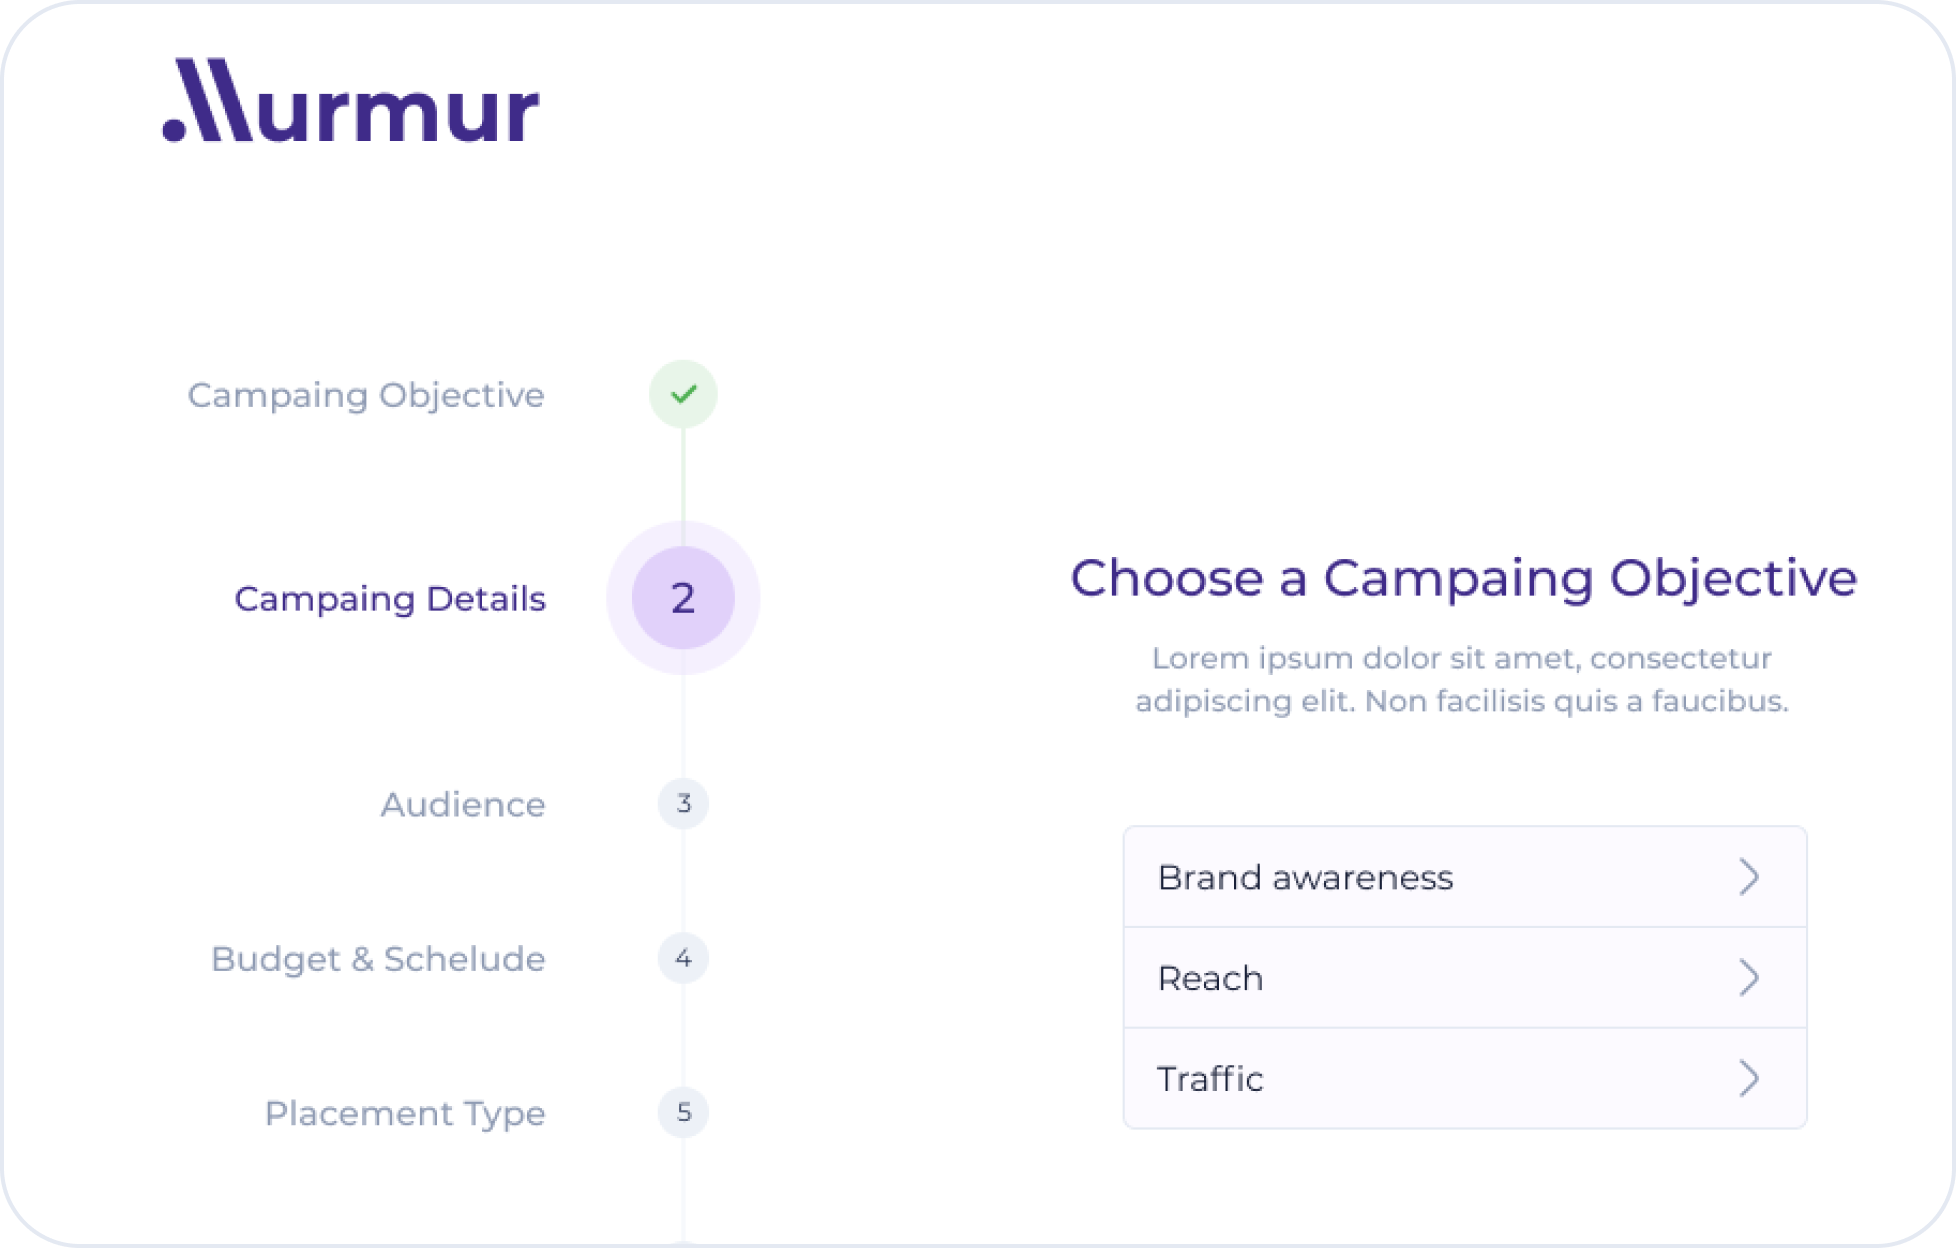 Murmur
Campaing Objective
Campaing Details
2
Audience
3
Budget & Schelude
4
Placement Type
5
Choose a Campaing Objective
Lorem ipsum dolor sit amet, consectetur
adipiscing elit. Non facilisis quis a faucibus.
Brand awareness
Reach
Traffic